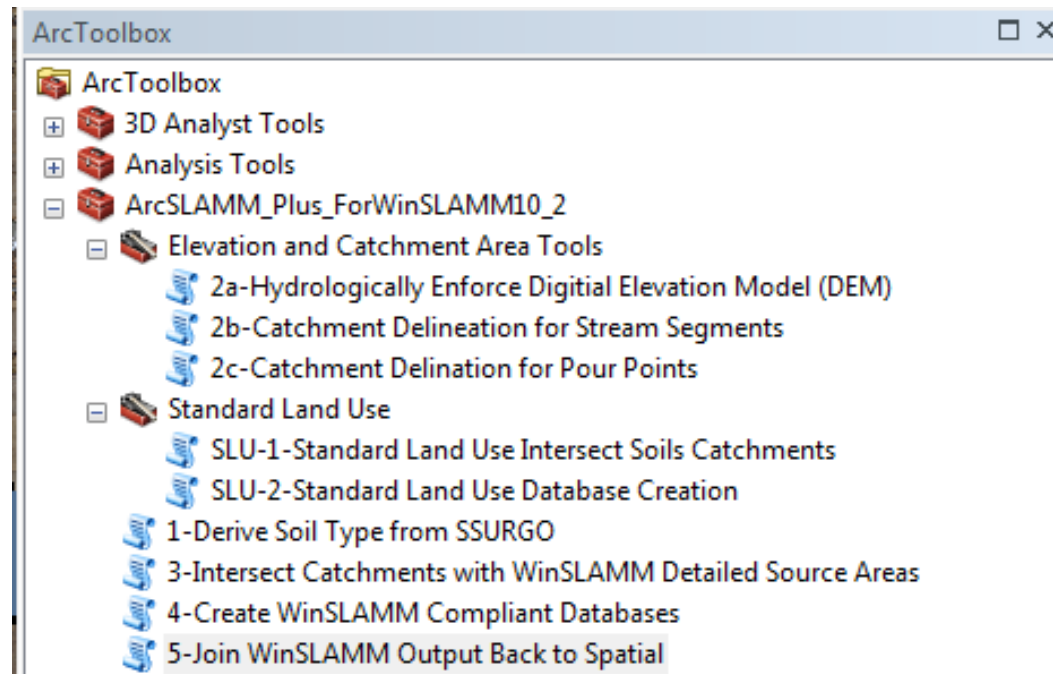 ArcToolbox
ArcToolbox
3D Analyst Tools
Analysis Tools
ArcSLAMM_Plus_ForWinSLAMM10_2
Elevation and Catchment Area Tools
2a-Hydrologically Enforce Digitial Elevation Model (DEM)
2b-Catchment Delineation for Stream Segments
2c-Catchment Delination for Pour Points
Standard Land Use
SLU-1-Standard Land Use Intersect Soils Catchments
SLU-2-Standard Land Use Database Creation
1-Derive Soil Type from SSURGO
3-Intersect Catchments with WinSLAMM Detailed Source Areas
4-Create WinSLAMM Compliant Databases
5-Join WinSLAMM Output Back to Spatial